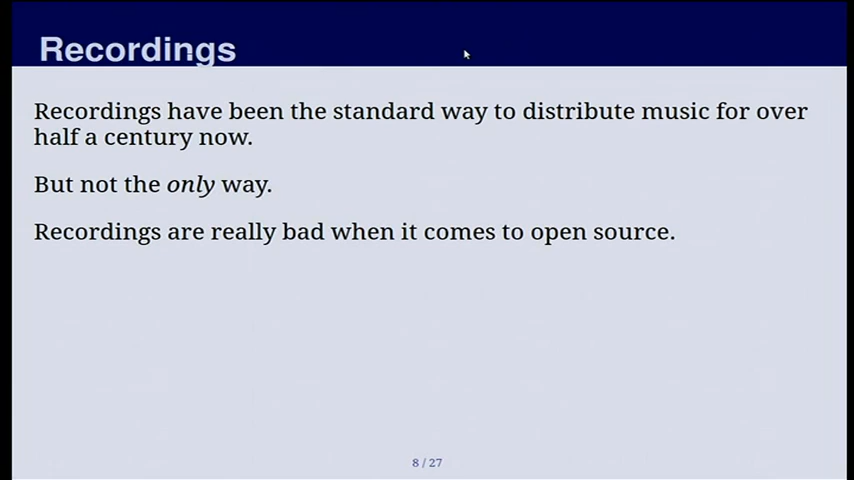 Recordings
Recordings have been the standard way to distribute music for over
half a century now.
But not the only way.
Recordings are really bad when it comes to open source.
8 / 27